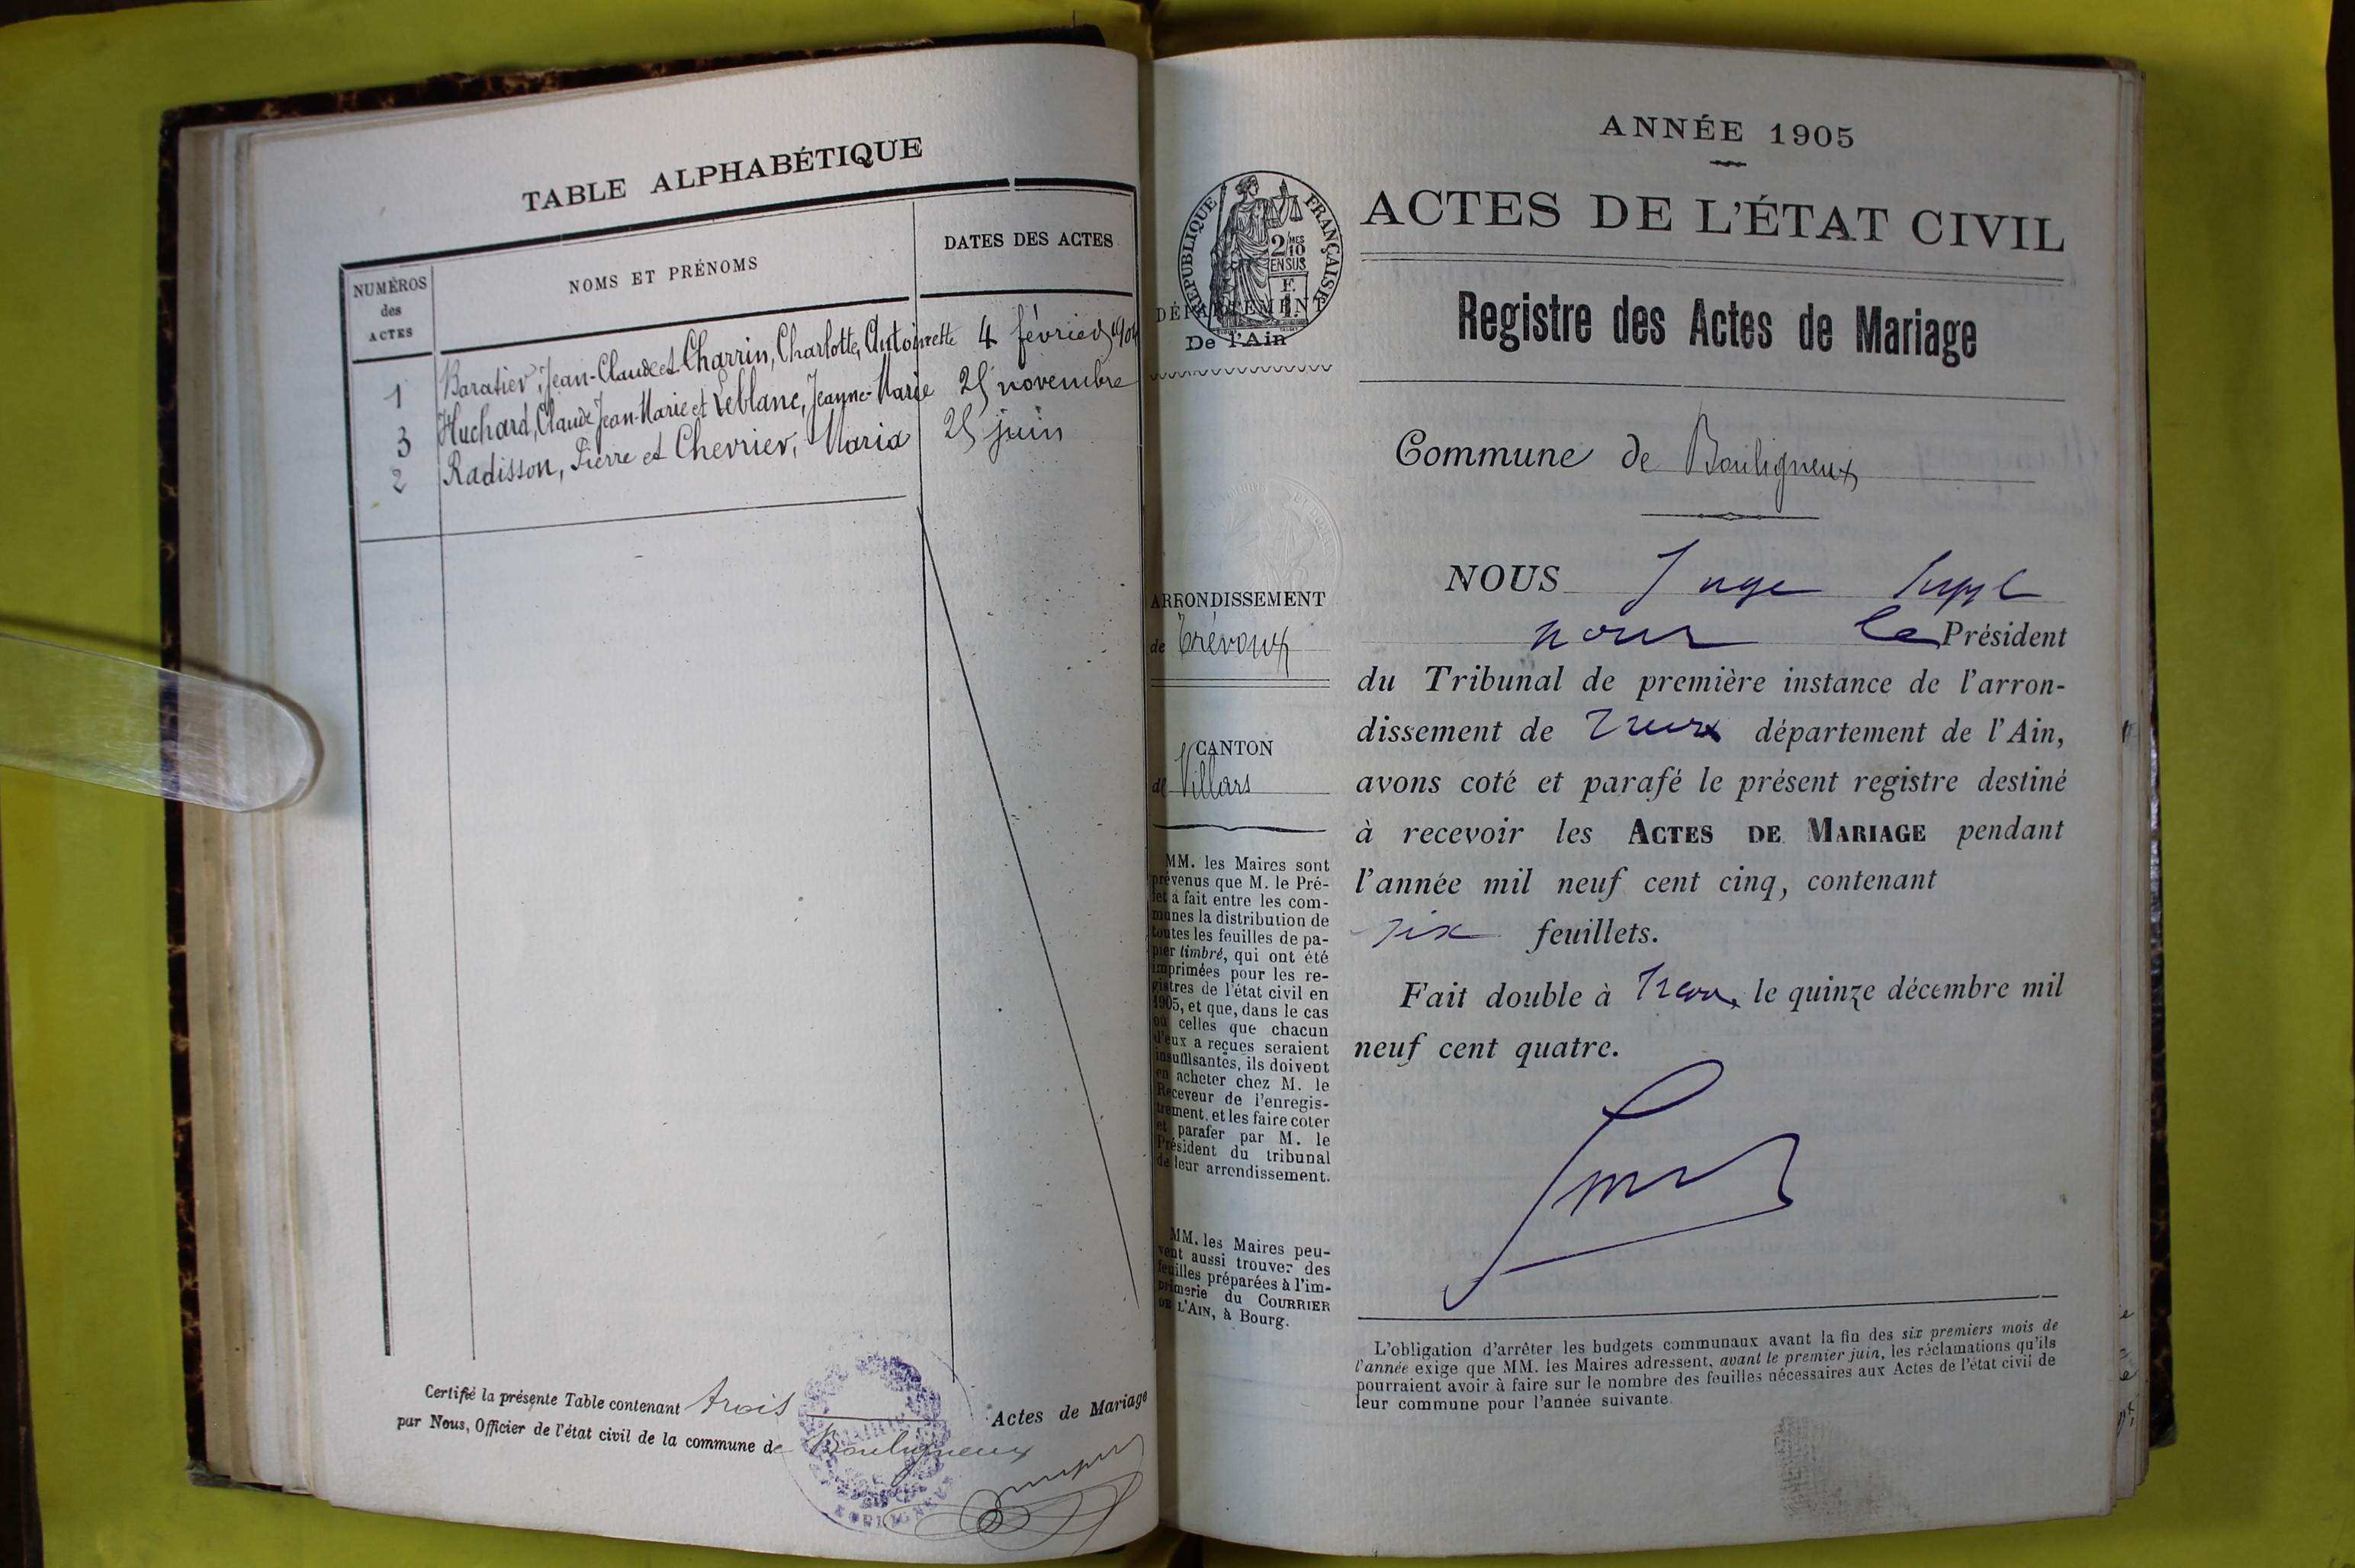 TABLE ALPHABÉTIQUE
NUMÉROS
des
ACTES
NOMS ET PRÉNOMS
DATES DES ACTES
1 Baratier, Jean-Claude et Charrin, Charlotte, Antoinette 4 février 1904
3 Huchard, Claude Jean-Marie et Leblanc, Jeanne-Marie 25 novembre
2 Radisson, Pierre et Chevrier, Maria 25 juin
Certifié la présente Table contenant trois Actes de Mariage
par Nous, Officier de l'état civil de la commune de Bouligneux
BOULIGNEUX
RÉPUBLIQUE FRANÇAISE
2/10 MES
EN SUS
DÉPARTEMENT
De l'Ain
ARRONDISSEMENT
de Trévoux
CANTON
de Villars
MM. les Maires sont
prévenus que M. le Pré-
fet a fait entre les com-
munes la distribution de
toutes les feuilles de pa-
pier timbré, qui ont été
imprimées pour les re-
gistres de l'état civil en
1905, et que, dans le cas
où celles que chacun
d'eux a reçues seraient
insuffisantes, ils doivent
en acheter chez M. le
Receveur de l'enregis-
trement, et les faire coter
et parafer par M. le
Président du tribunal
de leur arrondissement.
MM. les Maires peu-
vent aussi trouver des
feuilles préparées à l'im-
primerie du COURRIER
DE L'AIN, à Bourg.
ANNÉE 1905
ACTES DE L'ÉTAT CIVIL
Registre des Actes de Mariage
Commune de Bouligneux
NOUS Juge suppl
pour le Président
du Tribunal de première instance de l'arron-
dissement de Trevx département de l'Ain,
avons coté et parafé le présent registre destiné
à recevoir les ACTES DE MARIAGE pendant
l'année mil neuf cent cinq, contenant
six feuillets.
Fait double à le quinze décembre mil
neuf cent quatre.
L'obligation d'arrêter les budgets communaux avant la fin des six premiers mois de
l'année exige que MM. les Maires adressent, avant le premier juin, les réclamations qu'ils
pourraient avoir à faire sur le nombre des feuilles nécessaires aux Actes de l'état civil de
leur commune pour l'année suivante.